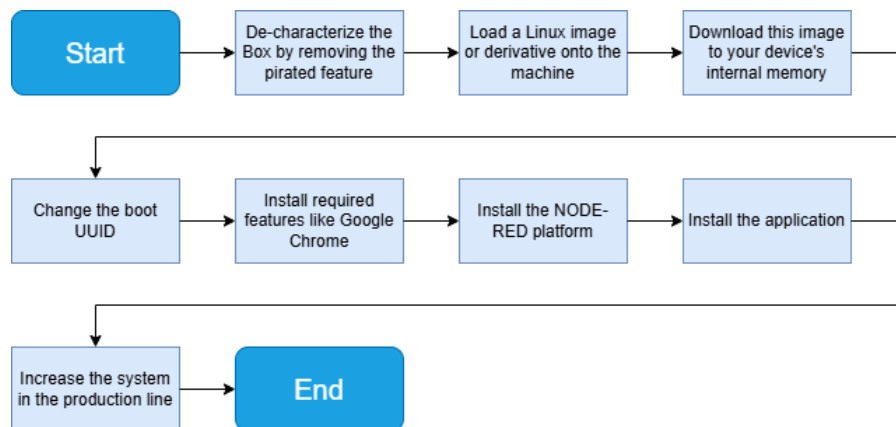 Start
De-characterize the
Box by removing the
pirated feature
Load a Linux image
or derivative onto the
machine
Download this image
to your device's
internal memory
Change the boot
UUID
Install required
features like Google
Chrome
Install the NODE-
RED platform
Install the application
Increase the system
in the production line
End